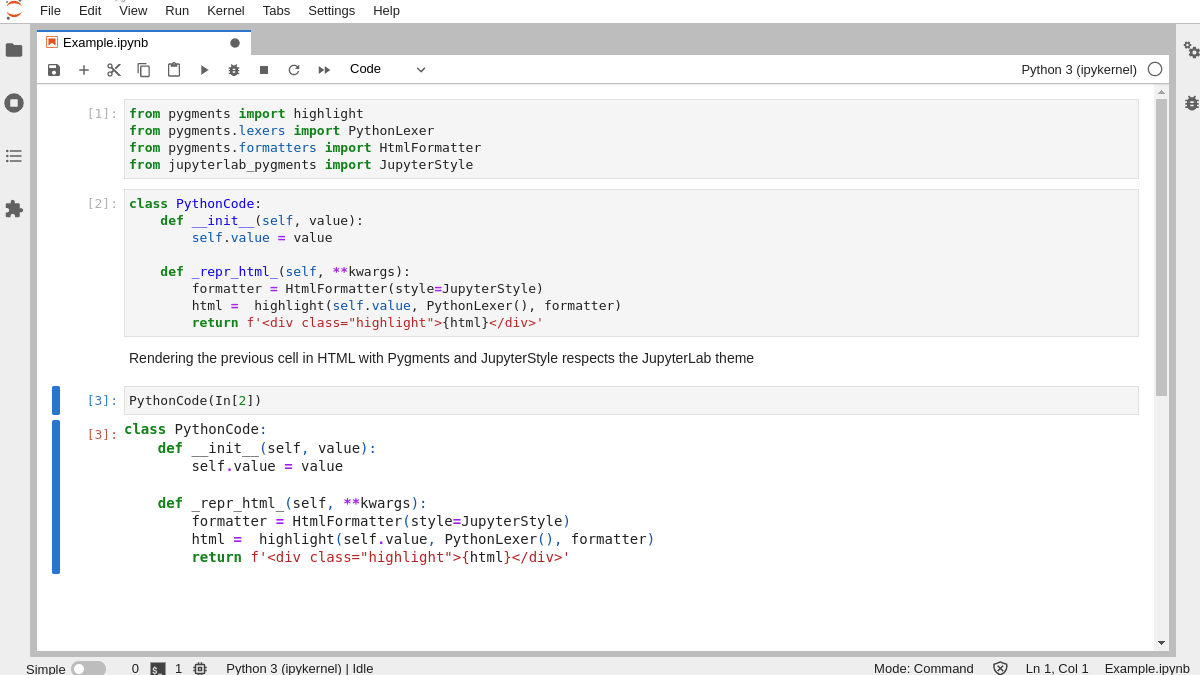 File Edit View Run Kernel Tabs Settings Help
Example.ipynb
Code
Python 3 (ipykernel)
[1]:
from pygments import highlight
from pygments.lexers import PythonLexer
from pygments.formatters import HtmlFormatter
from jupyterlab_pygments import JupyterStyle
[2]:
class PythonCode:
    def __init__(self, value):
        self.value = value
    def _repr_html_(self, **kwargs):
        formatter = HtmlFormatter(style=JupyterStyle)
        html =  highlight(self.value, PythonLexer(), formatter)
        return f'<div class="highlight">{html}</div>'
Rendering the previous cell in HTML with Pygments and JupyterStyle respects the JupyterLab theme
[3]:
PythonCode(In[2])
[3]:
class PythonCode:
    def __init__(self, value):
        self.value = value
    def _repr_html_(self, **kwargs):
        formatter = HtmlFormatter(style=JupyterStyle)
        html =  highlight(self.value, PythonLexer(), formatter)
        return f'<div class="highlight">{html}</div>'
Simple 0 $_ 1 Python 3 (ipykernel) | Idle Mode: Command Ln 1, Col 1 Example.ipynb